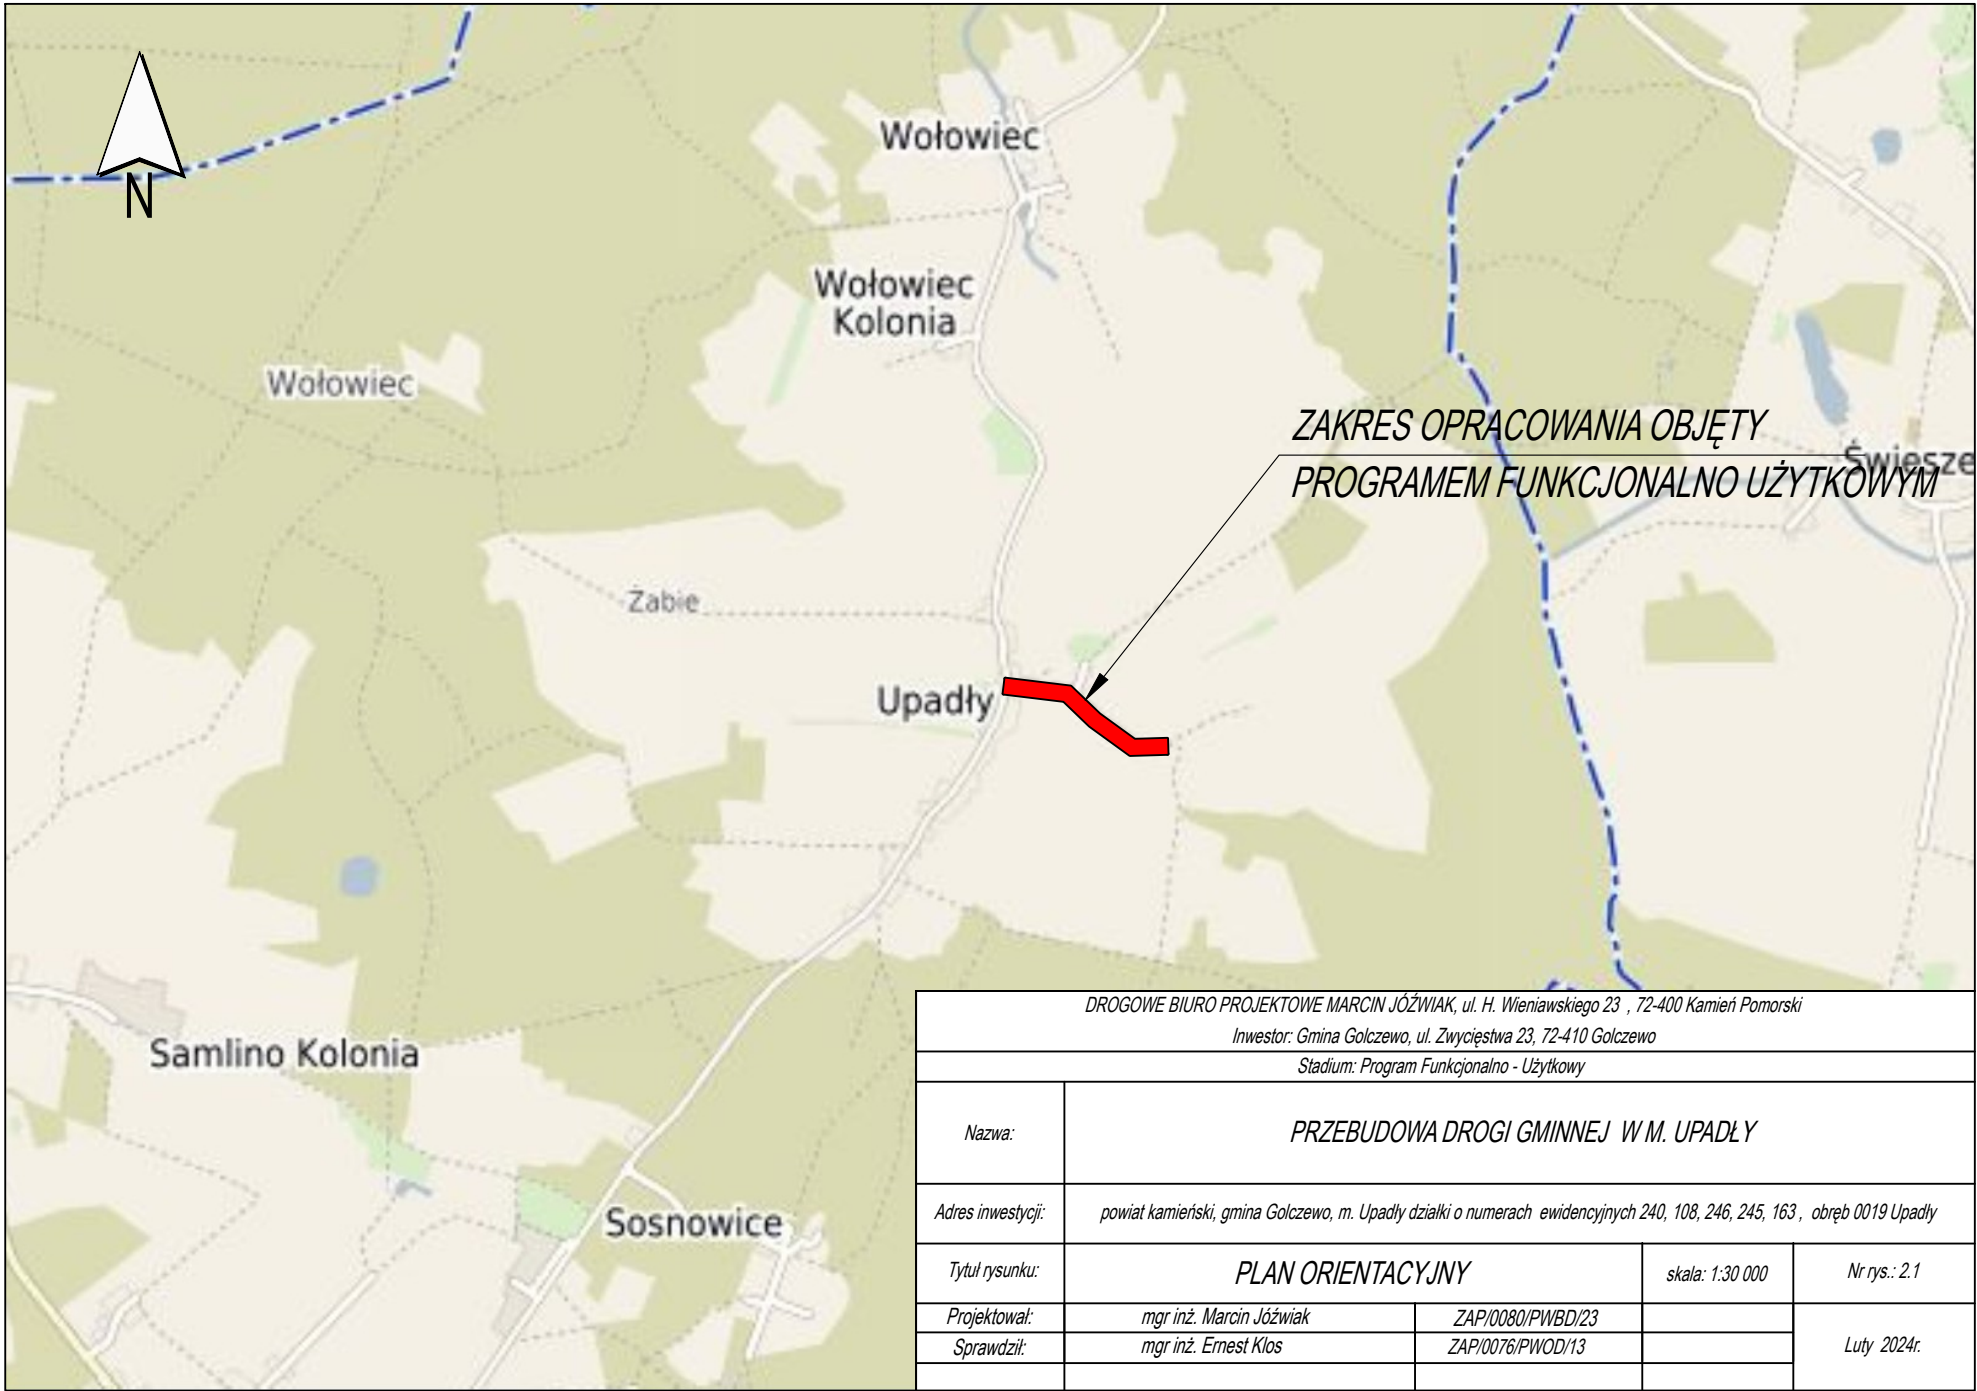 N
Wołowiec
Wołowiec
Kolonia
Wołowiec
ZAKRES OPRACOWANIA OBJĘTY
PROGRAMEM FUNKCJONALNO UŻYTKOWYM
Świesze
Żabie
Upadły
Samlino Kolonia
Sosnowice
DROGOWE BIURO PROJEKTOWE MARCIN JÓŹWIAK, ul. H. Wieniawskiego 23 , 72-400 Kamień Pomorski
Inwestor: Gmina Golczewo, ul. Zwycięstwa 23, 72-410 Golczewo
Stadium: Program Funkcjonalno - Użytkowy
Nazwa: PRZEBUDOWA DROGI GMINNEJ W M. UPADŁY
Adres inwestycji: powiat kamieński, gmina Golczewo, m. Upadły działki o numerach ewidencyjnych 240, 108, 246, 245, 163 , obręb 0019 Upadły
Tytuł rysunku: PLAN ORIENTACYJNY skala: 1:30 000 Nr rys.: 2.1
Projektował: mgr inż. Marcin Jóźwiak ZAP/0080/PWBD/23
Sprawdził: mgr inż. Ernest Klos ZAP/0076/PWOD/13 Luty 2024r.